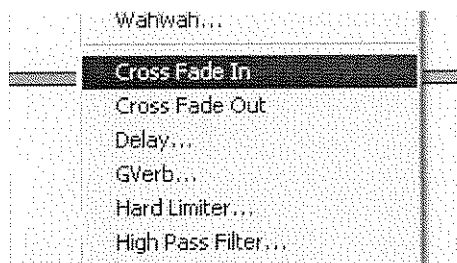 Wahwah...
Cross Fade In
Cross Fade Out
Delay...
GVerb...
Hard Limiter...
High Pass Filter...